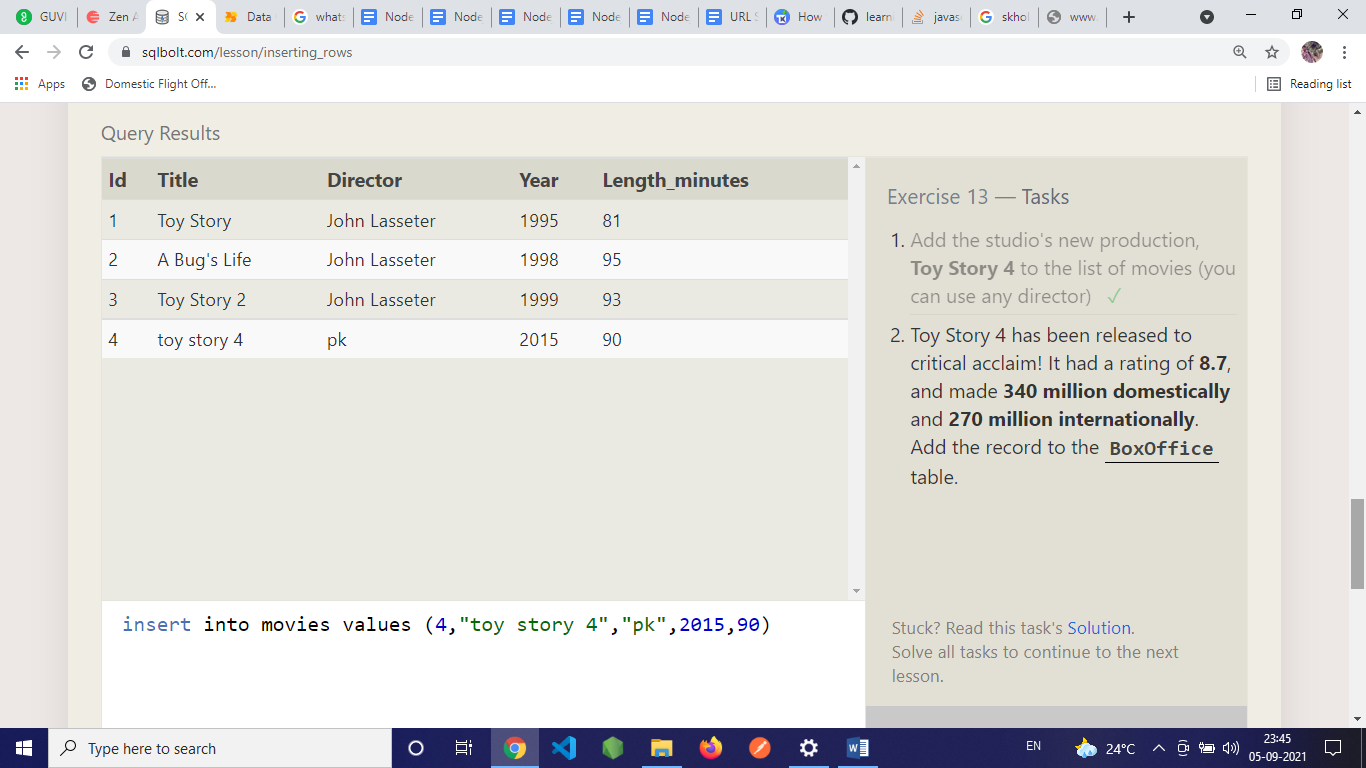 GUVI
Zen A
SQ
Data
whats
Node
Node
Node
Node
Node
URL S
How
learn
javas
skhol
www.
sqlbolt.com/lesson/inserting_rows
Apps
Domestic Flight Off...
Reading list
Query Results
Id Title Director Year Length_minutes
1 Toy Story John Lasseter 1995 81
2 A Bug's Life John Lasseter 1998 95
3 Toy Story 2 John Lasseter 1999 93
4 toy story 4 pk 2015 90
Exercise 13 — Tasks
1. Add the studio's new production,
Toy Story 4 to the list of movies (you
can use any director) ✓
2. Toy Story 4 has been released to
critical acclaim! It had a rating of 8.7,
and made 340 million domestically
and 270 million internationally.
Add the record to the BoxOffice
table.
insert into movies values (4,"toy story 4","pk",2015,90)
Stuck? Read this task's Solution.
Solve all tasks to continue to the next
lesson.
Type here to search
EN
24°C
23:45
05-09-2021